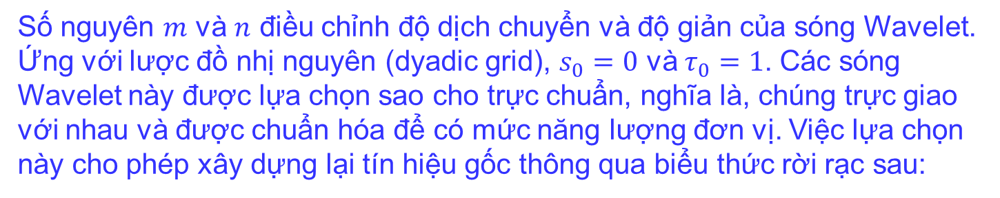 Số nguyên m và n điều chỉnh độ dịch chuyển và độ giản của sóng Wavelet.
Ứng với lược đồ nhị nguyên (dyadic grid), s₀ = 0 và τ₀ = 1. Các sóng
Wavelet này được lựa chọn sao cho trực chuẩn, nghĩa là, chúng trực giao
với nhau và được chuẩn hóa để có mức năng lượng đơn vị. Việc lựa chọn
này cho phép xây dựng lại tín hiệu gốc thông qua biểu thức rời rạc sau: